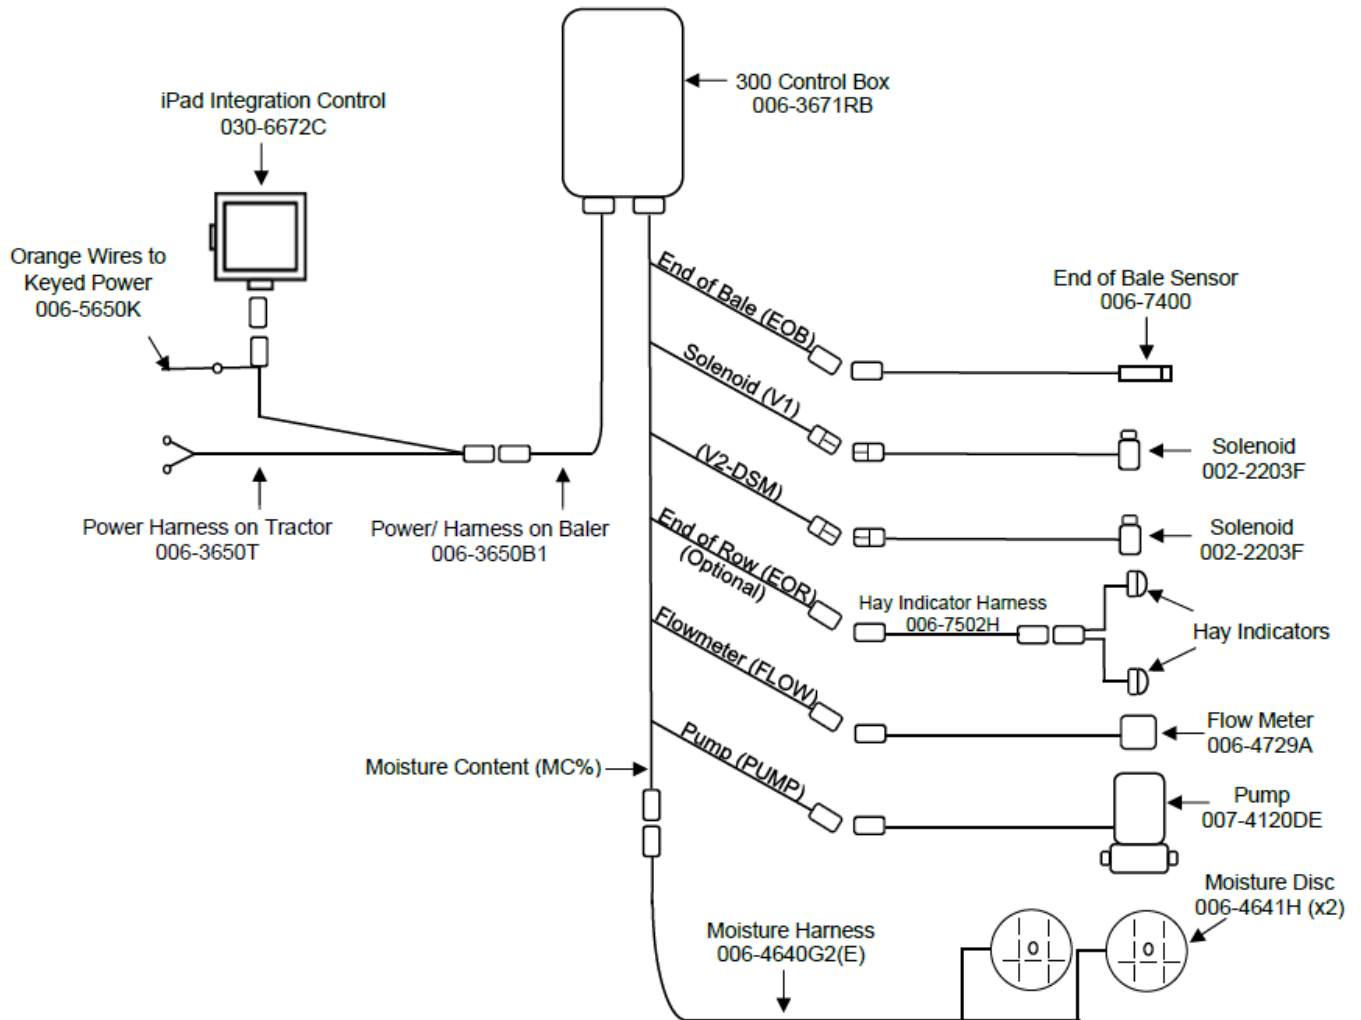 300 Control Box
006-3671RB
iPad Integration Control
030-6672C
Orange Wires to
Keyed Power
006-5650K
End of Bale (EOB)
End of Bale Sensor
006-7400
Solenoid (V1)
Solenoid
002-2203F
(V2-DSM)
Solenoid
002-2203F
Power Harness on Tractor
006-3650T
Power/ Harness on Baler
006-3650B1
End of Row (EOR)
(Optional)
Hay Indicator Harness
006-7502H
Hay Indicators
Flowmeter (FLOW)
Flow Meter
006-4729A
Pump (PUMP)
Pump
007-4120DE
Moisture Content (MC%)
Moisture Disc
006-4641H (x2)
Moisture Harness
006-4640G2(E)